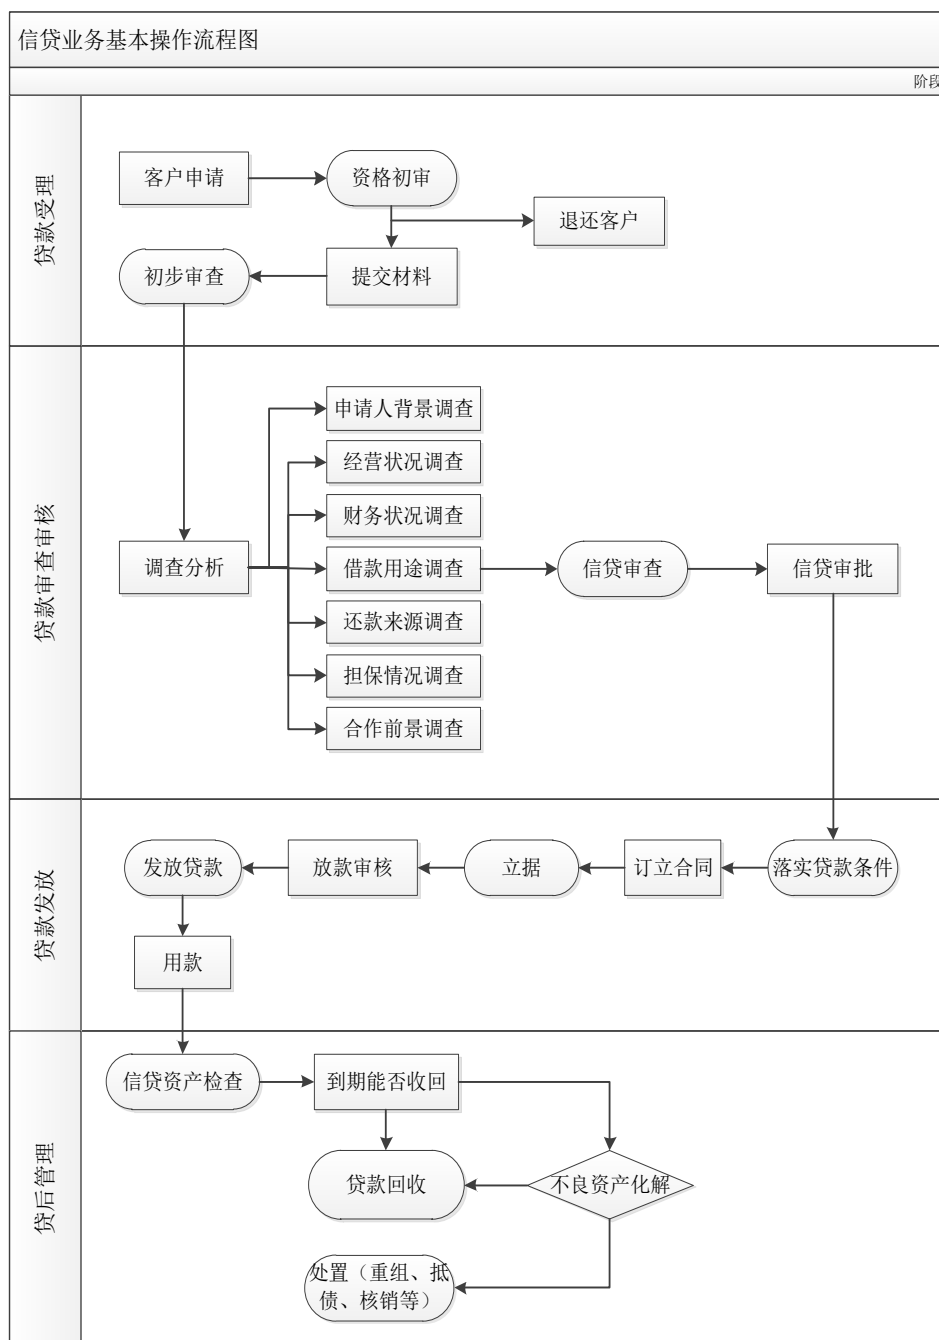 信贷业务基本操作流程图
阶段
贷款受理
客户申请
资格初审
退还客户
初步审查
提交材料
贷款审查审核
申请人背景调查
经营状况调查
财务状况调查
调查分析
借款用途调查
信贷审查
信贷审批
还款来源调查
担保情况调查
合作前景调查
贷款发放
发放贷款
放款审核
立据
订立合同
落实贷款条件
用款
贷后管理
信贷资产检查
到期能否收回
贷款回收
不良资产化解
处置（重组、抵
债、核销等）